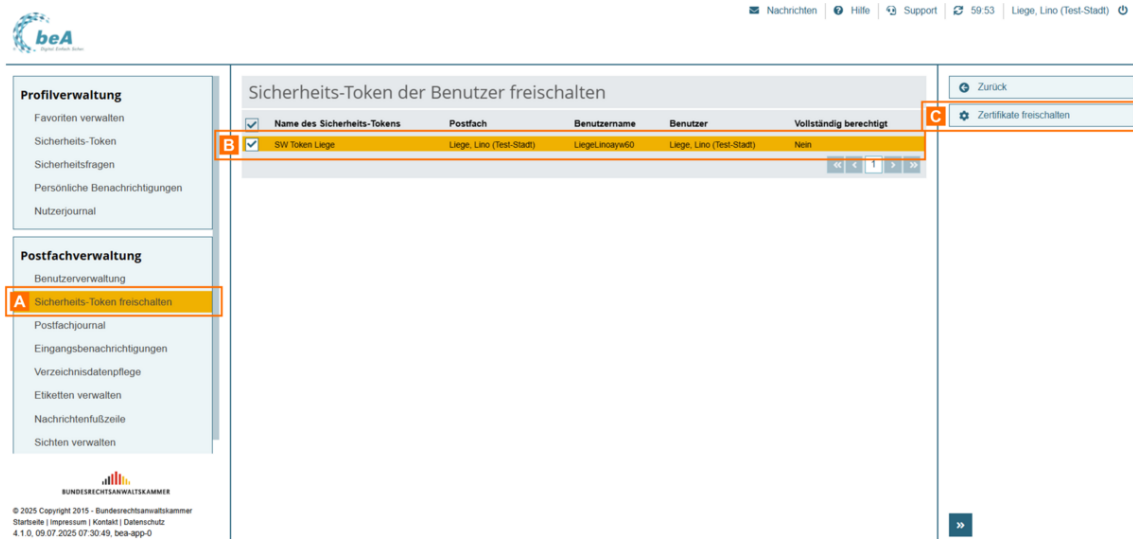 Nachrichten Hilfe Support 59:53 Liege, Lino (Test-Stadt)
beA
Profilverwaltung
Favoriten verwalten
Sicherheits-Token
Sicherheitsfragen
Persönliche Benachrichtigungen
Nutzerjournal
Postfachverwaltung
Benutzerverwaltung
A Sicherheits-Token freischalten
Postfachjournal
Eingangsbenachrichtigungen
Verzeichnisdatenpflege
Etiketten verwalten
Nachrichtenfußzeile
Sichten verwalten
BUNDESRECHTSANWALTSKAMMER
© 2025 Copyright 2015 - Bundesrechtsanwaltskammer
Startseite | Impressum | Kontakt | Datenschutz
4.1.0, 09.07.2025 07:30:49, bea-app-0
Sicherheits-Token der Benutzer freischalten
Name des Sicherheits-Tokens Postfach Benutzername Benutzer Vollständig berechtigt
B SW Token Liege Liege, Lino (Test-Stadt) LiegeLinoayw60 Liege, Lino (Test-Stadt) Nein
« ‹ 1 › »
Zurück
C Zertifikate freischalten
»